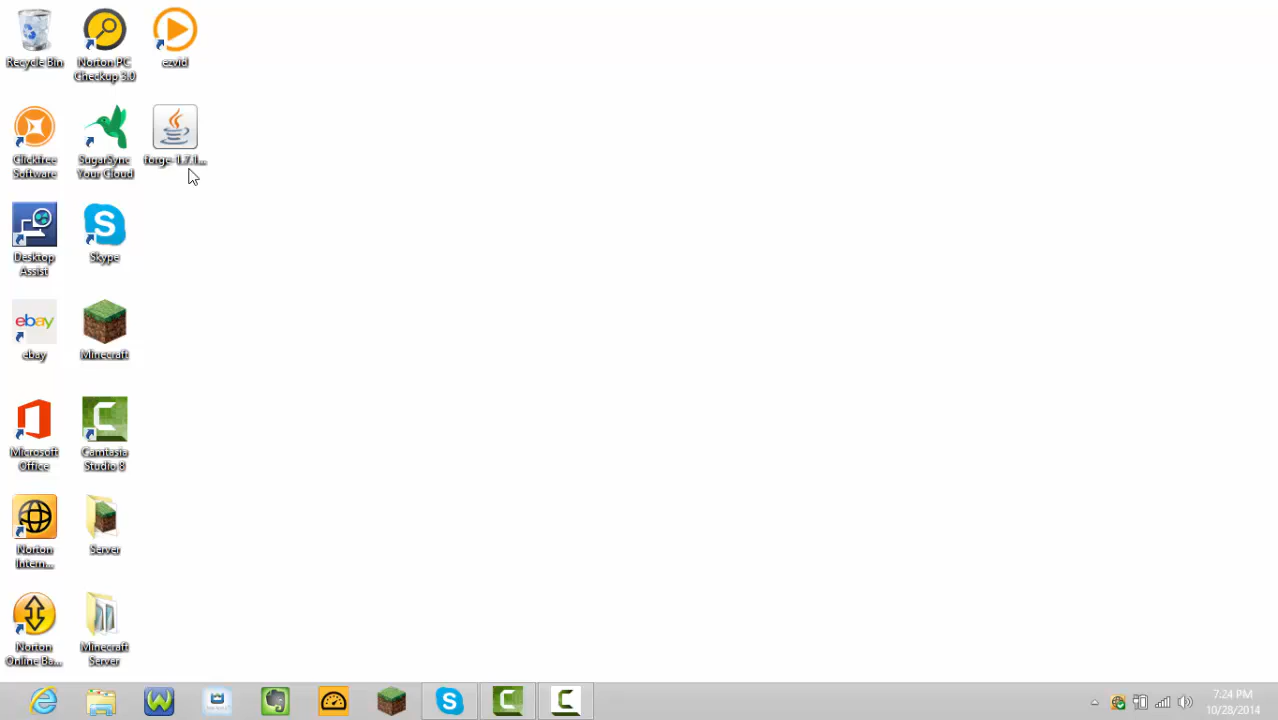 Recycle Bin
Norton PC
Checkup 3.0
ezvid
Clickfree
Software
SugarSync
Your Cloud
forge-1.7.1...
Desktop
Assist
S
Skype
ebay
ebay
Minecraft
Microsoft
Office
C
Camtasia
Studio 8
Norton
Intern...
Server
Norton
Online Ba...
Minecraft
Server
W
S
C
C
7:24 PM
10/28/2014